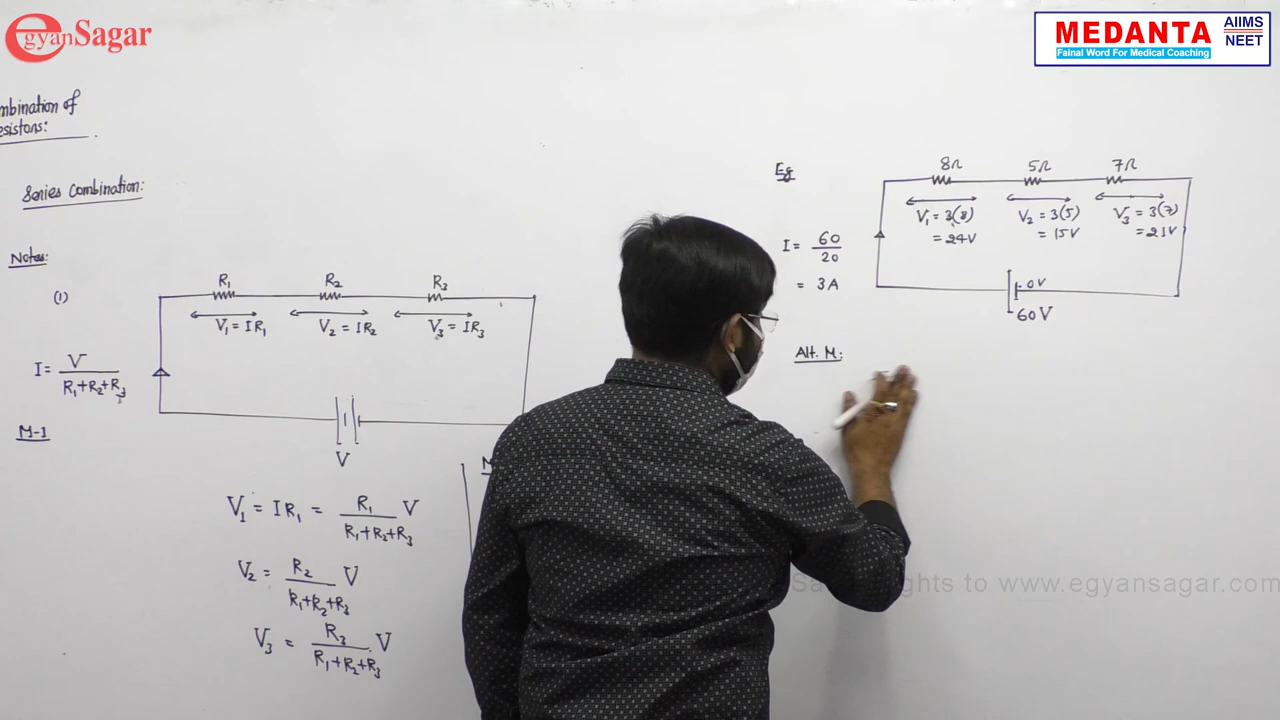 egyanSagar
MEDANTA
AIIMS
NEET
Fainal Word For Medical Coaching
mbination of
esistors:
Series Combination:
Notes:
(1)
R₁ R₂ R₃
V₁ = IR₁ V₂ = IR₂ V₃ = IR₃
I = V / R₁+R₂+R₃
V
M-1
V₁ = IR₁ = R₁ / R₁+R₂+R₃ V
V₂ = R₂ / R₁+R₂+R₃ V
V₃ = R₃ / R₁+R₂+R₃ V
Eg
8Ω 5Ω 7Ω
V₁ = 3(8) V₂ = 3(5) V₃ = 3(7)
= 24V = 15V = 21V
I = 60 / 20
= 3A
0V
60V
Alt. M:
to www.egyansagar.com